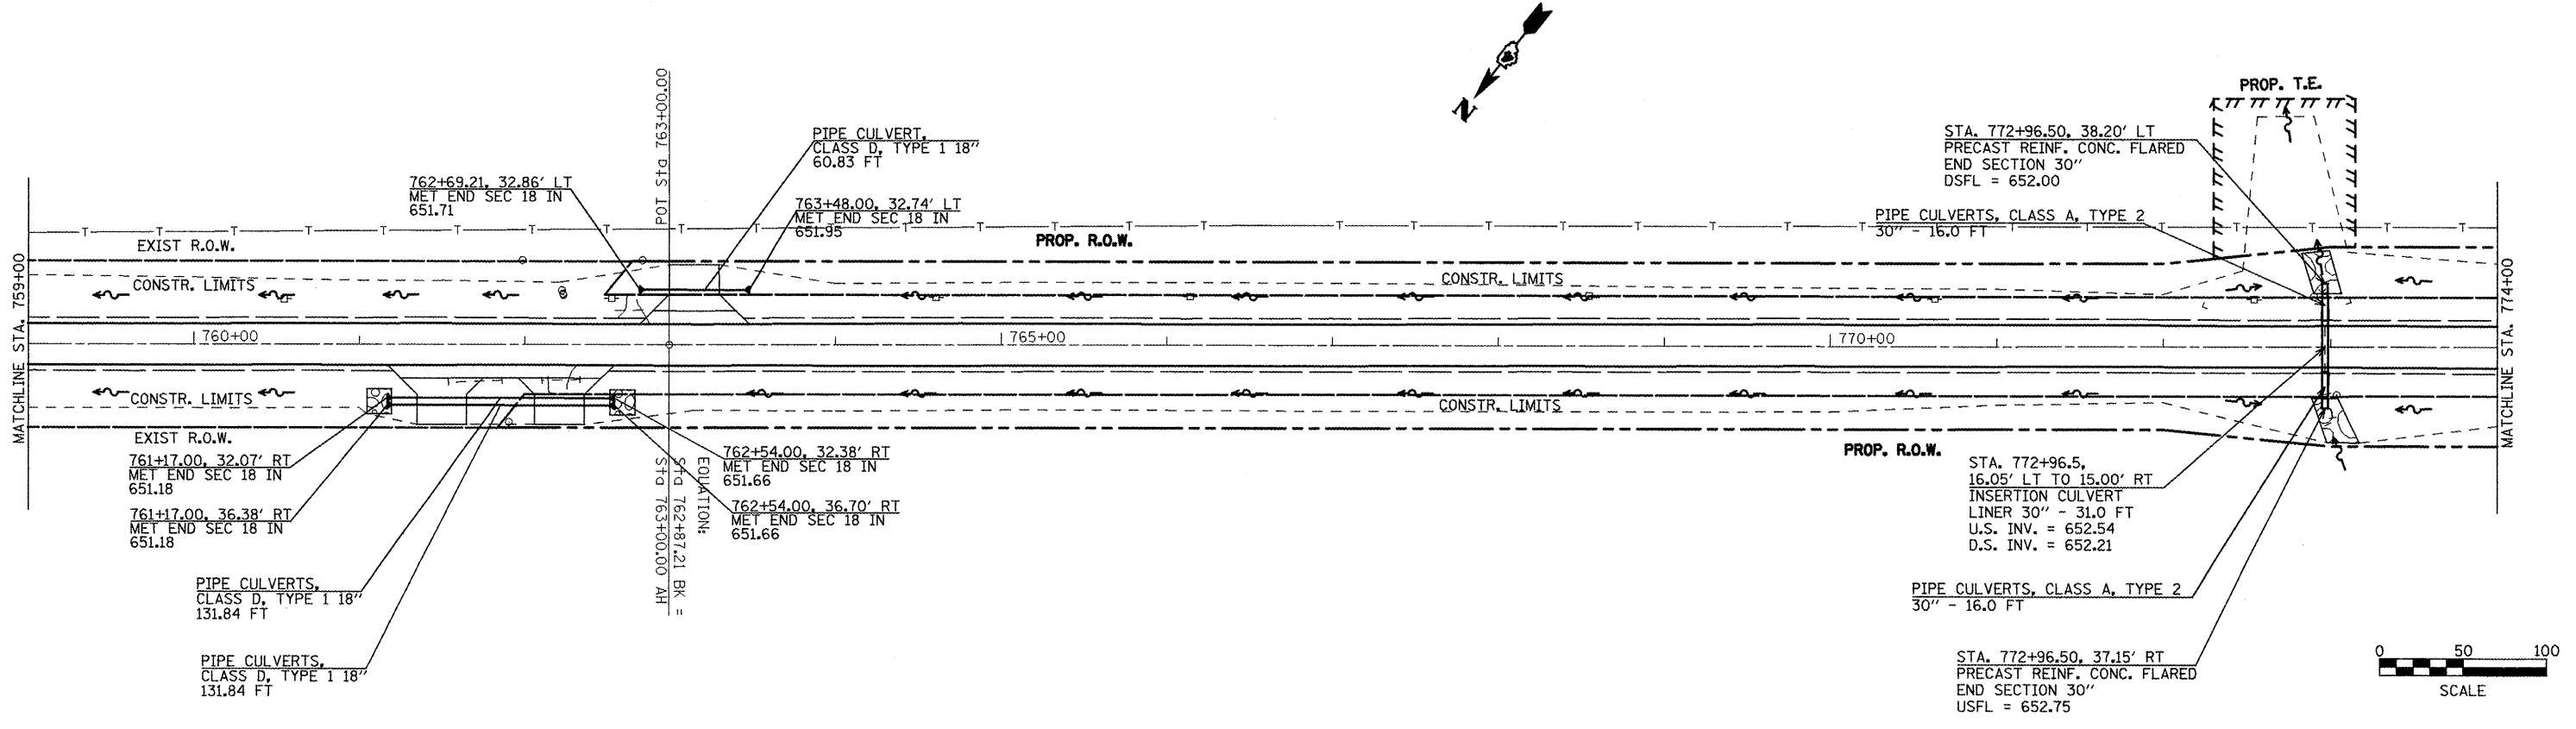 N
PROP. T.E.
POT Sta 763+00.00
PIPE CULVERT,
CLASS D, TYPE 1 18"
60.83 FT
762+69.21, 32.86' LT
MET END SEC 18 IN
651.71
763+48.00, 32.74' LT
MET END SEC 18 IN
651.95
STA. 772+96.50, 38.20' LT
PRECAST REINF. CONC. FLARED
END SECTION 30"
DSFL = 652.00
PIPE CULVERTS, CLASS A, TYPE 2
30" - 16.0 FT
T T T T T T T T T T T T T T T T T T T T T T T T T T T T T T T T T
EXIST R.O.W.
PROP. R.O.W.
CONSTR. LIMITS
CONSTR. LIMITS
MATCHLINE STA. 759+00
760+00
765+00
770+00
MATCHLINE STA. 774+00
CONSTR. LIMITS
CONSTR. LIMITS
EXIST R.O.W.
PROP. R.O.W.
761+17.00, 32.07' RT
MET END SEC 18 IN
651.18
761+17.00, 36.38' RT
MET END SEC 18 IN
651.18
762+54.00, 32.38' RT
MET END SEC 18 IN
651.66
762+54.00, 36.70' RT
MET END SEC 18 IN
651.66
EQUATION:
Sta 762+87.21 BK =
Sta 763+00.00 AH
STA. 772+96.5,
16.05' LT TO 15.00' RT
INSERTION CULVERT
LINER 30" - 31.0 FT
U.S. INV. = 652.54
D.S. INV. = 652.21
PIPE CULVERTS,
CLASS D, TYPE 1 18"
131.84 FT
PIPE CULVERTS,
CLASS D, TYPE 1 18"
131.84 FT
PIPE CULVERTS, CLASS A, TYPE 2
30" - 16.0 FT
STA. 772+96.50, 37.15' RT
PRECAST REINF. CONC. FLARED
END SECTION 30"
USFL = 652.75
0 50 100
SCALE